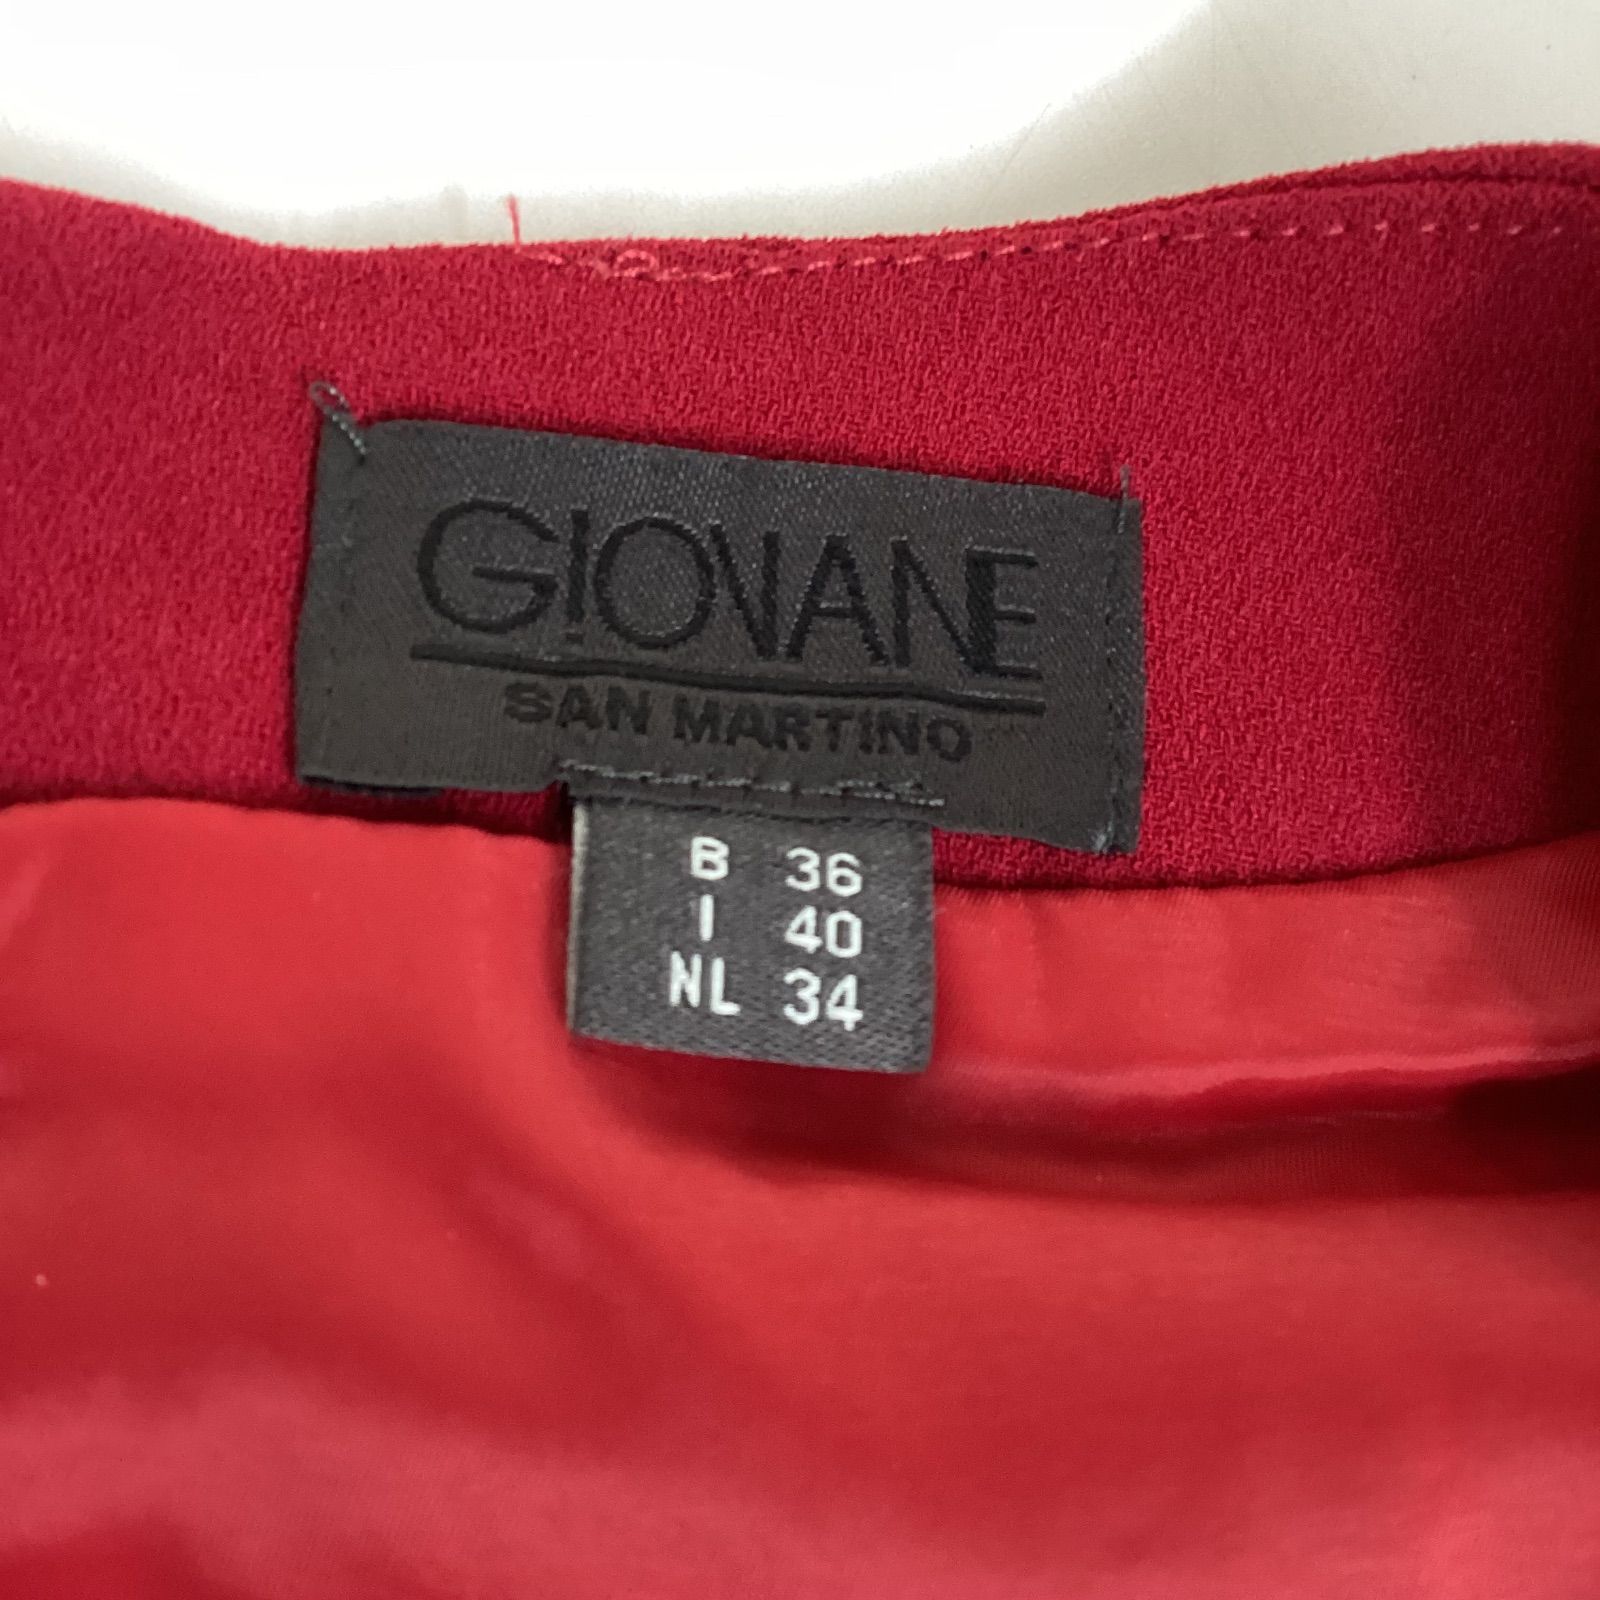 GIOVANE
SAN MARTINO
B 36
I 40
NL 34